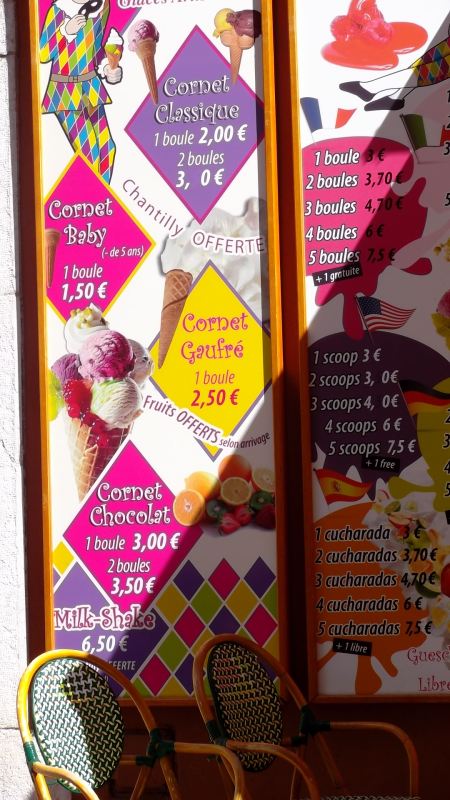 Cornet
Classique
1 boule 2,00 €
2 boules
3, 0 €
Chantilly OFFERTE
Cornet
Baby
(- de 5 ans)
1 boule
1,50 €
Cornet
Gaufré
1 boule
2,50 €
Fruits OFFERTS selon arrivage
Cornet
Chocolat
1 boule 3,00 €
2 boules
3,50 €
Milk-Shake
6,50 €
1 boule 3 €
2 boules 3,70 €
3 boules 4,70 €
4 boules 6 €
5 boules 7,5 €
+ 1 gratuite
1 scoop 3 €
2 scoops 3, 0€
3 scoops 4, 0€
4 scoops 6 €
5 scoops 7,5 €
+ 1 free
1 cucharada 3 €
2 cucharadas 3,70 €
3 cucharadas 4,70 €
4 cucharadas 6 €
5 cucharadas 7,5 €
+ 1 libre